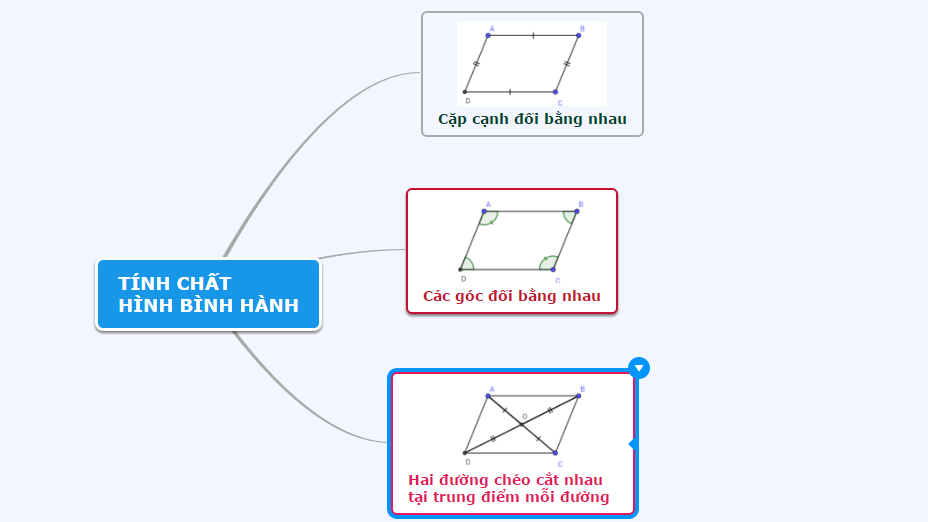 A B
D C
Cặp cạnh đối bằng nhau
A B
D C
Các góc đối bằng nhau
TÍNH CHẤT
HÌNH BÌNH HÀNH
A B
O
D C
Hai đường chéo cắt nhau
tại trung điểm mỗi đường